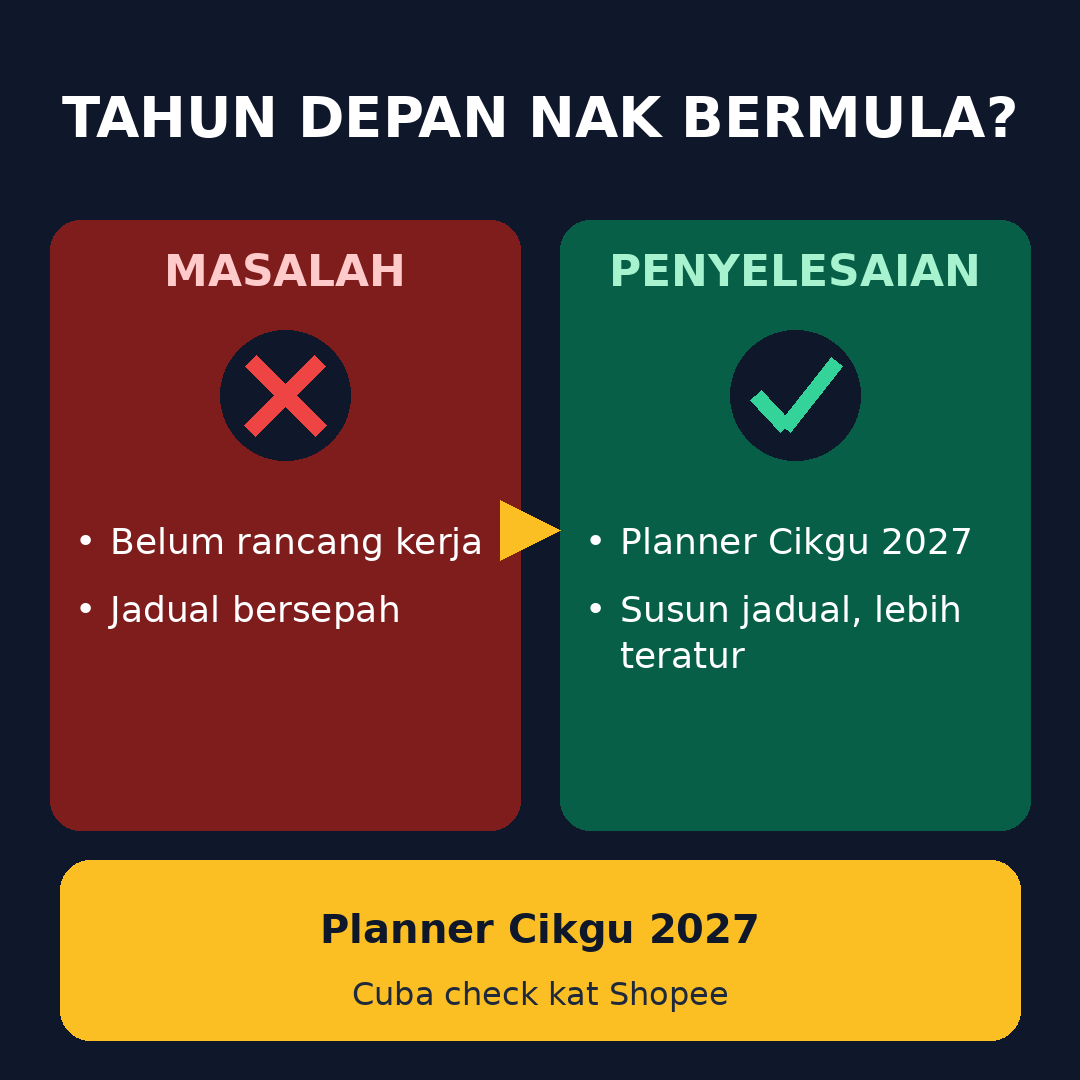 TAHUN DEPAN NAK BERMULA?
MASALAH
• Belum rancang kerja
• Jadual bersepah
PENYELESAIAN
• Planner Cikgu 2027
• Susun jadual, lebih
teratur
Planner Cikgu 2027
Cuba check kat Shopee